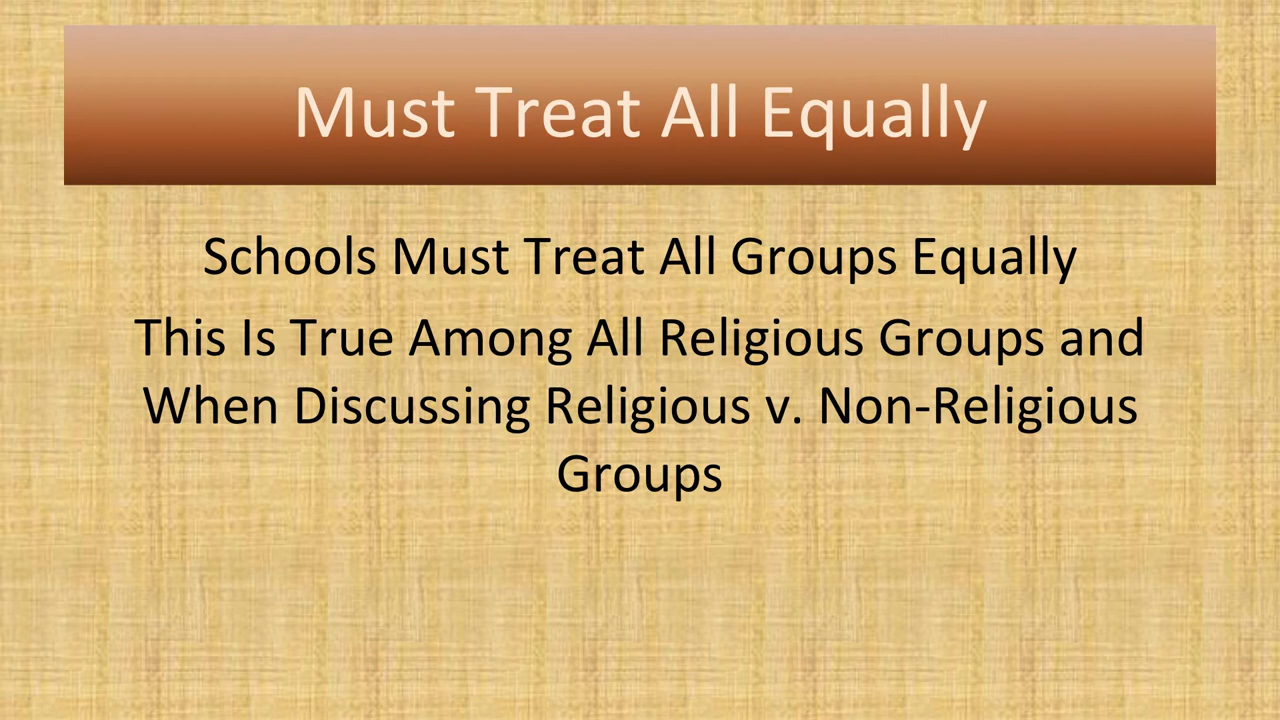 Must Treat All Equally
Schools Must Treat All Groups Equally
This Is True Among All Religious Groups and
When Discussing Religious v. Non-Religious
Groups